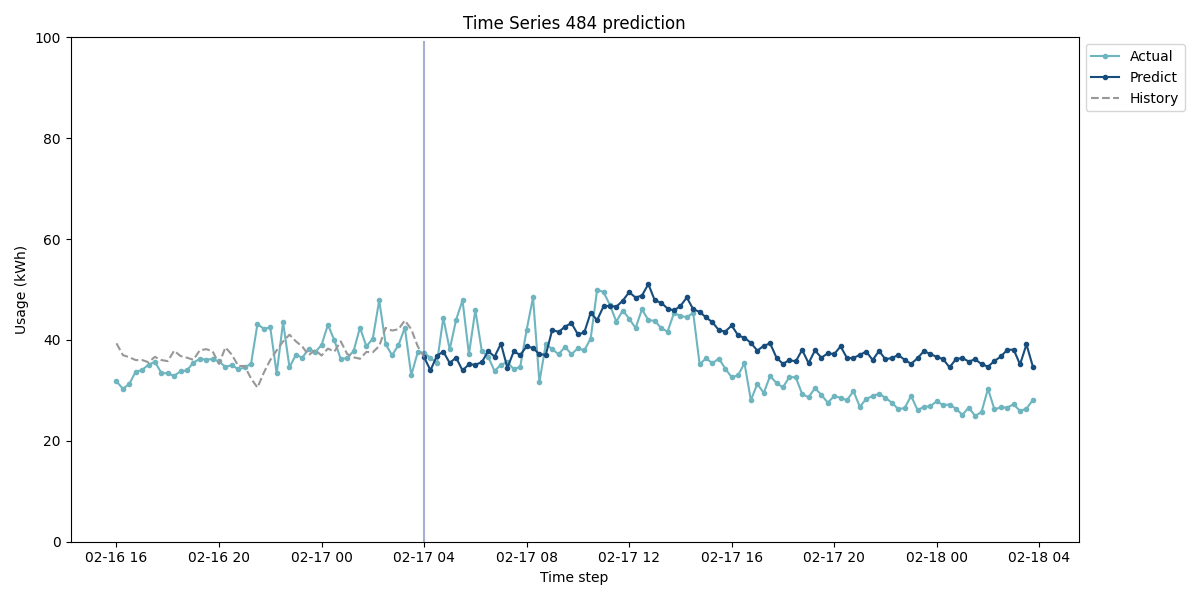 Time Series 484 prediction
Usage (kWh)
100
80
60
40
20
0
02-16 16
02-16 20
02-17 00
02-17 04
02-17 08
02-17 12
02-17 16
02-17 20
02-18 00
02-18 04
Time step
Actual
Predict
History